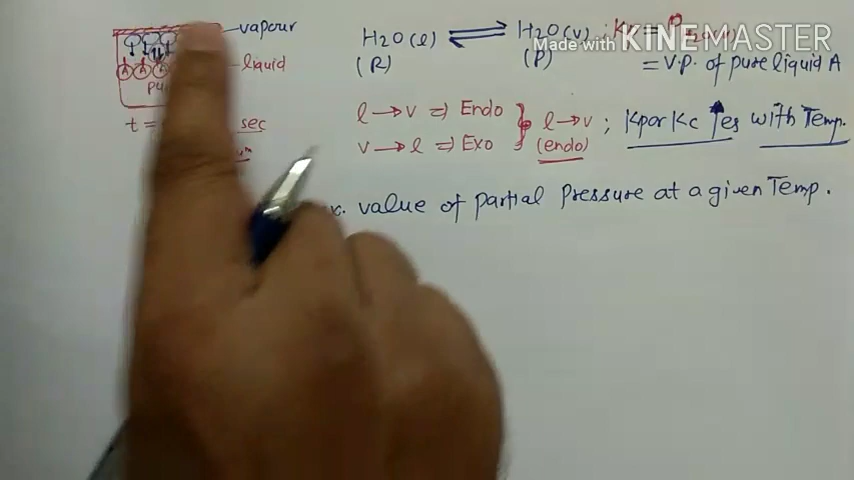 vapour
liquid
H2O (l) ⇌ H2O (v) ; Kp = P
(R) (P)
= V.P. of pure liquid A
Made with KINEMASTER
t = sec
l → v ⇒ Endo
v → l ⇒ Exo
l → v ; Kp or Kc ↑es with Temp.
(endo)
value of partial pressure at a given Temp.